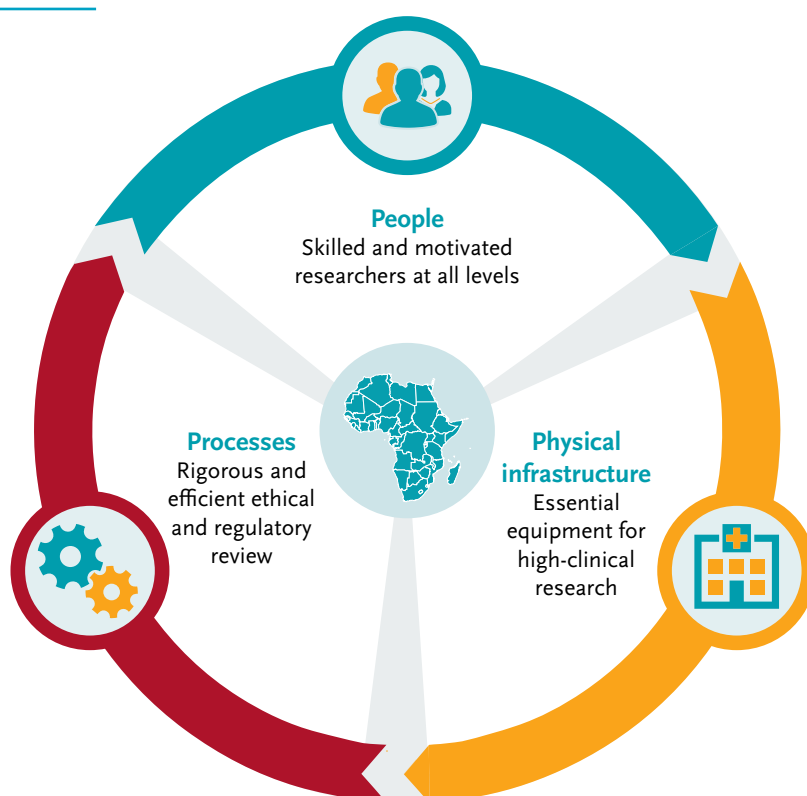 People
Skilled and motivated
researchers at all levels
Processes
Rigorous and
efficient ethical
and regulatory
review
Physical
infrastructure
Essential
equipment for
high-clinical
research